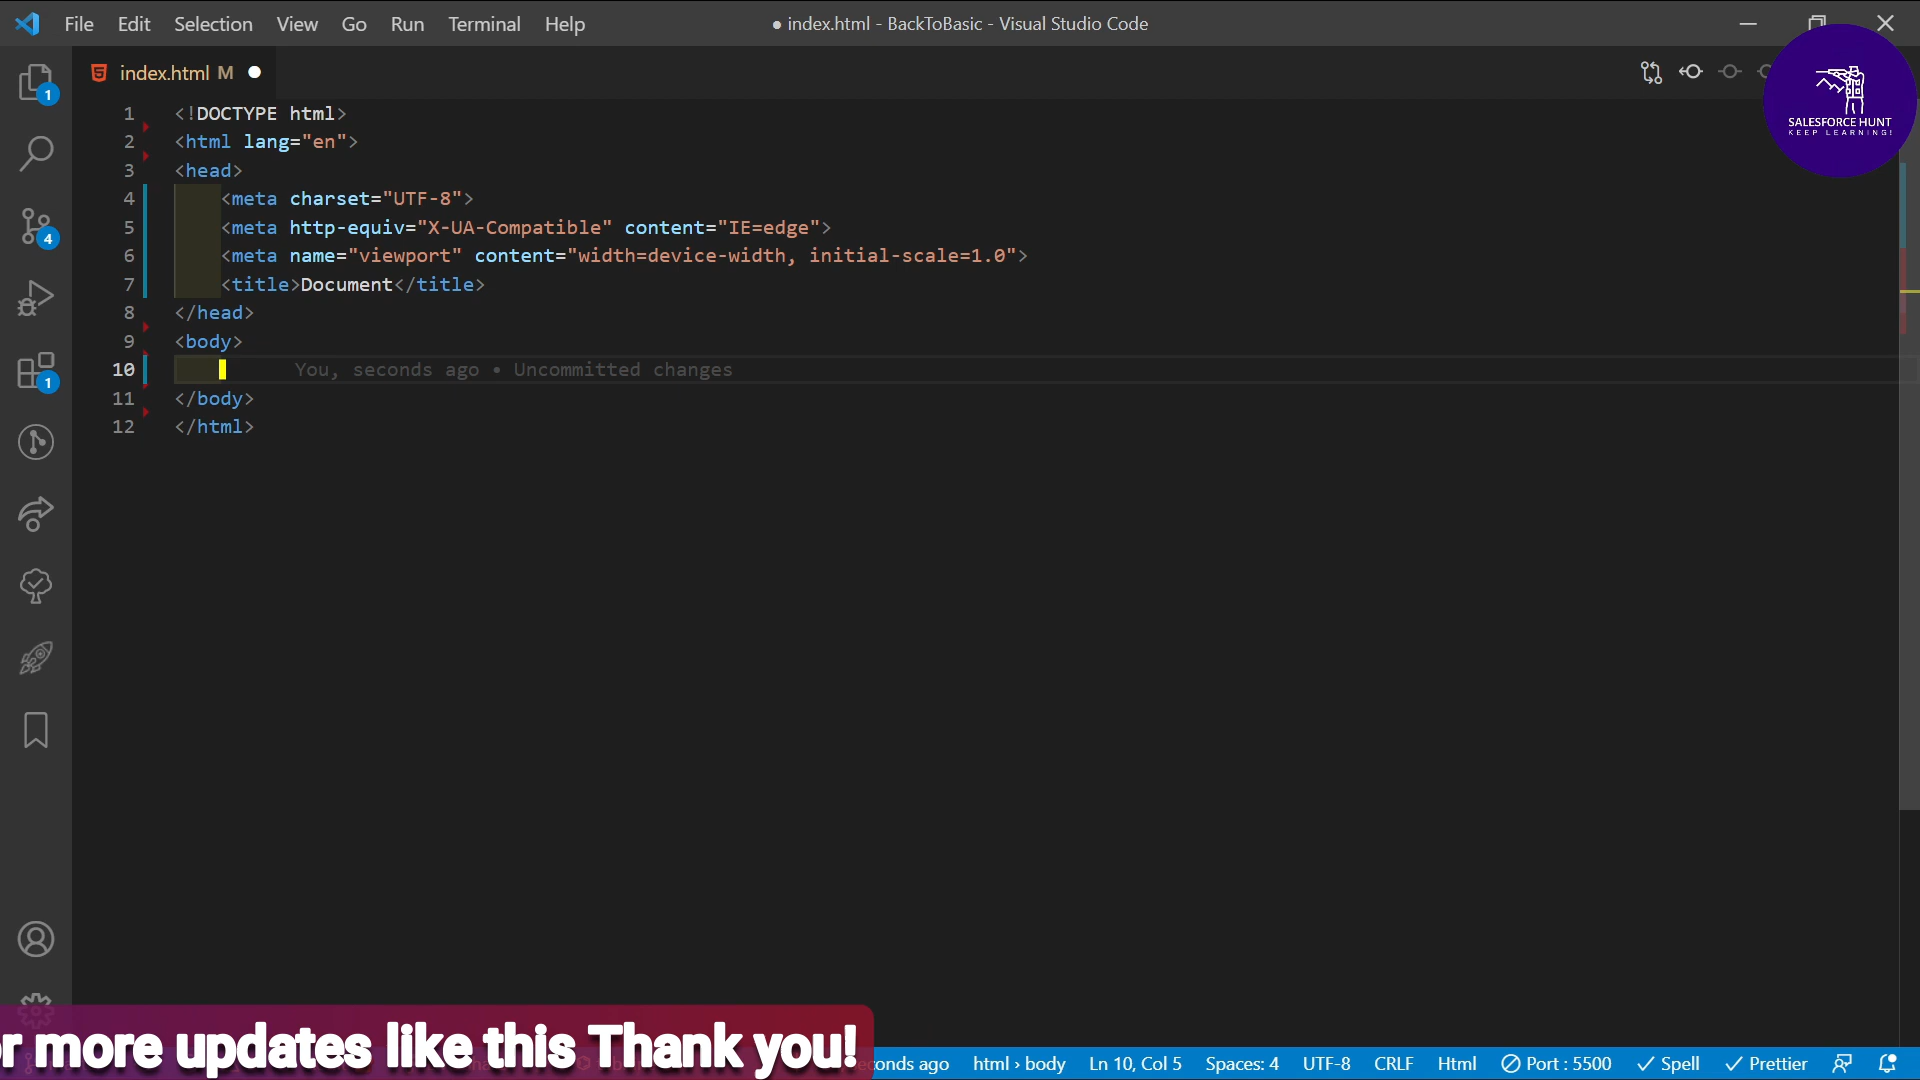 File Edit Selection View Go Run Terminal Help ● index.html - BackToBasic - Visual Studio Code
index.html M ●
SALESFORCE HUNT
KEEP LEARNING!
1 <!DOCTYPE html>
2 <html lang="en">
3 <head>
4 <meta charset="UTF-8">
5 <meta http-equiv="X-UA-Compatible" content="IE=edge">
6 <meta name="viewport" content="width=device-width, initial-scale=1.0">
7 <title>Document</title>
8 </head>
9 <body>
10 You, seconds ago • Uncommitted changes
11 </body>
12 </html>
1
4
1
r more updates like this Thank you!
conds ago html › body Ln 10, Col 5 Spaces: 4 UTF-8 CRLF Html Port : 5500 Spell Prettier